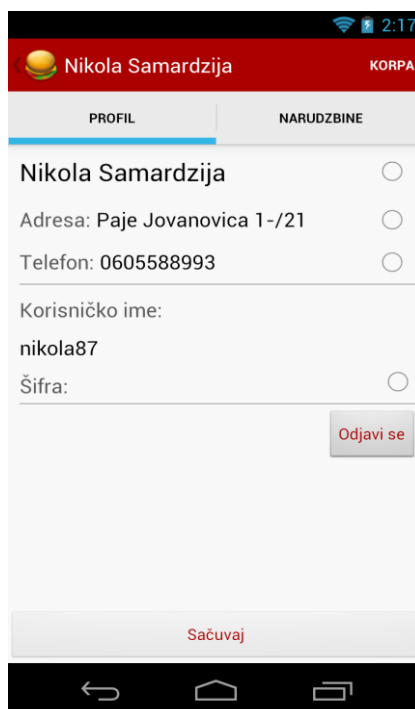 2:17
Nikola Samardzija
KORPA
PROFIL
NARUDZBINE
Nikola Samardzija
Adresa: Paje Jovanovica 1-/21
Telefon: 0605588993
Korisničko ime:
nikola87
Šifra:
Odjavi se
Sačuvaj